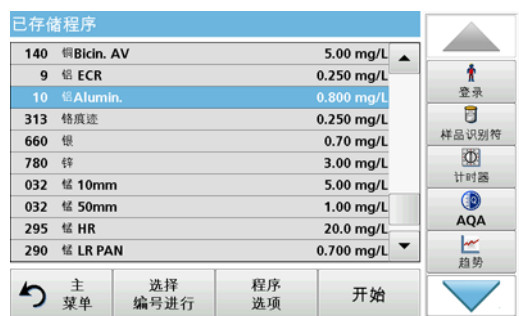 已存储程序
140 铜Bicin. AV 5.00 mg/L
9 铝 ECR 0.250 mg/L
10 铝Alumin. 0.800 mg/L
313 铬痕迹 0.250 mg/L
660 银 0.70 mg/L
780 锌 3.00 mg/L
032 锰 10mm 5.00 mg/L
032 锰 50mm 1.00 mg/L
295 锰 HR 20.0 mg/L
290 锰 LR PAN 0.700 mg/L
登录
样品识别符
计时器
AQA
趋势
主菜单
选择编号进行
程序选项
开始